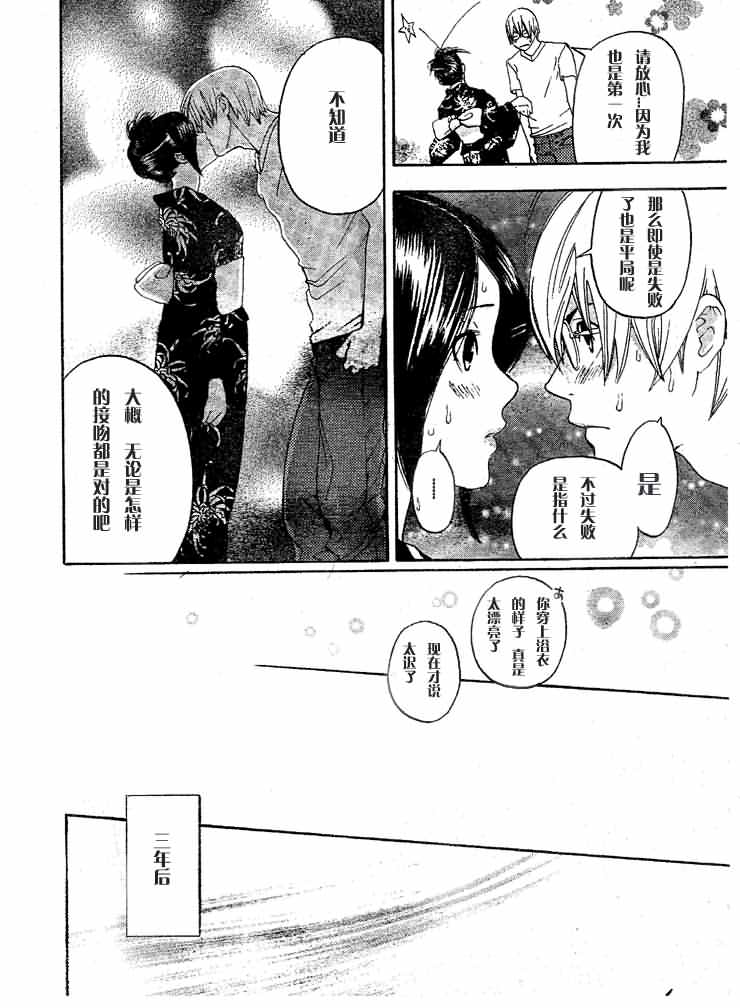 请放心…因为我
也是第一次
那么即使是失败
了也是平局呢
是
不过失败
是指什么
……
不知道
大概 无论是怎样
的接吻都是对的吧
你穿上浴衣
的样子 真是
太漂亮了
现在才说
太迟了
三年后